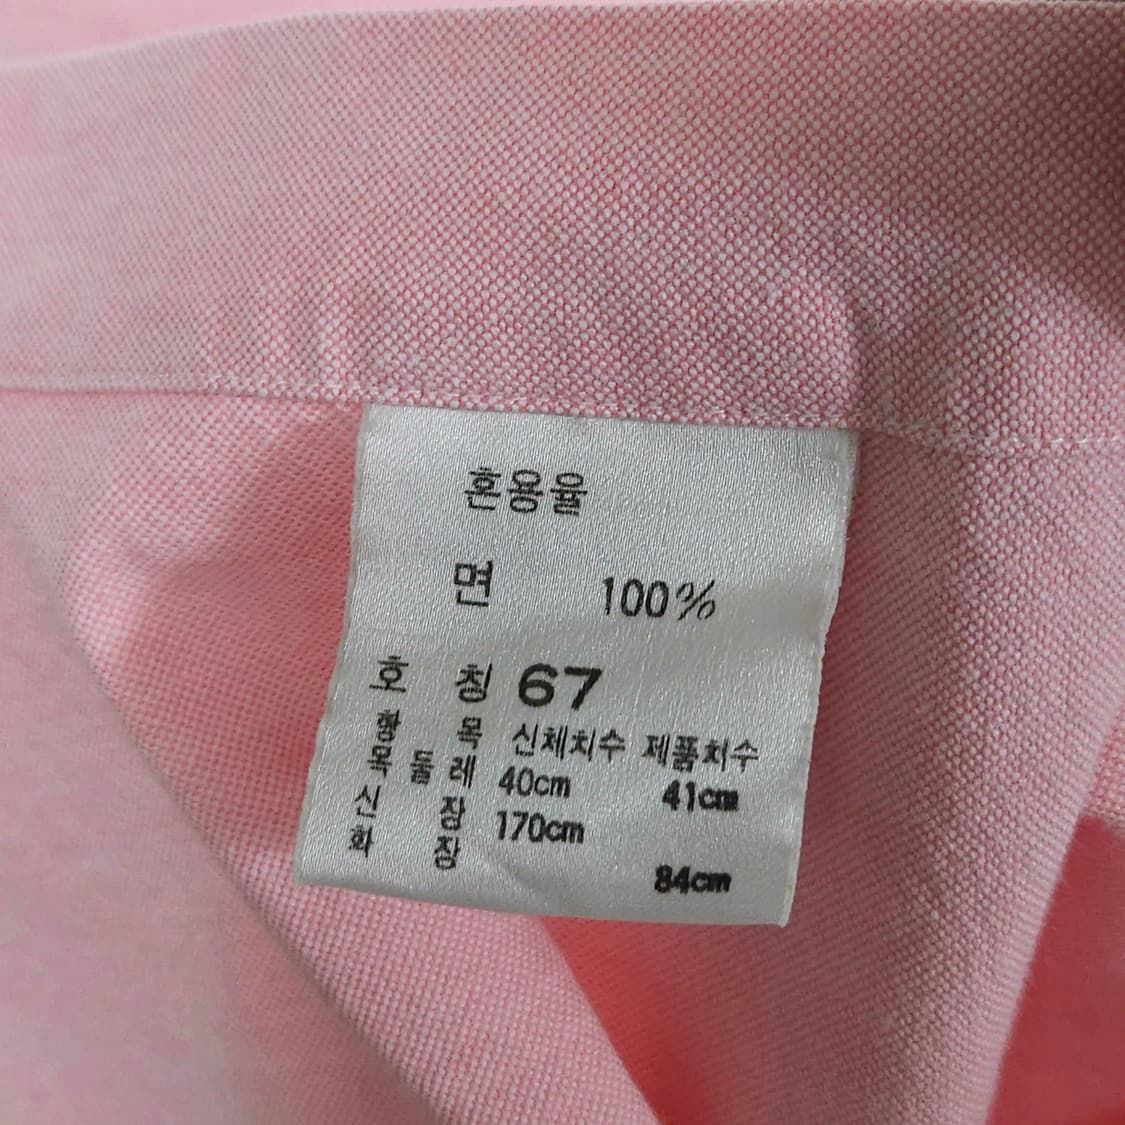 혼용율
면 100%
호 칭 67
항 목 신체치수 제품치수
목 둘 레 40cm 41cm
신 장 170cm
화 장 84cm